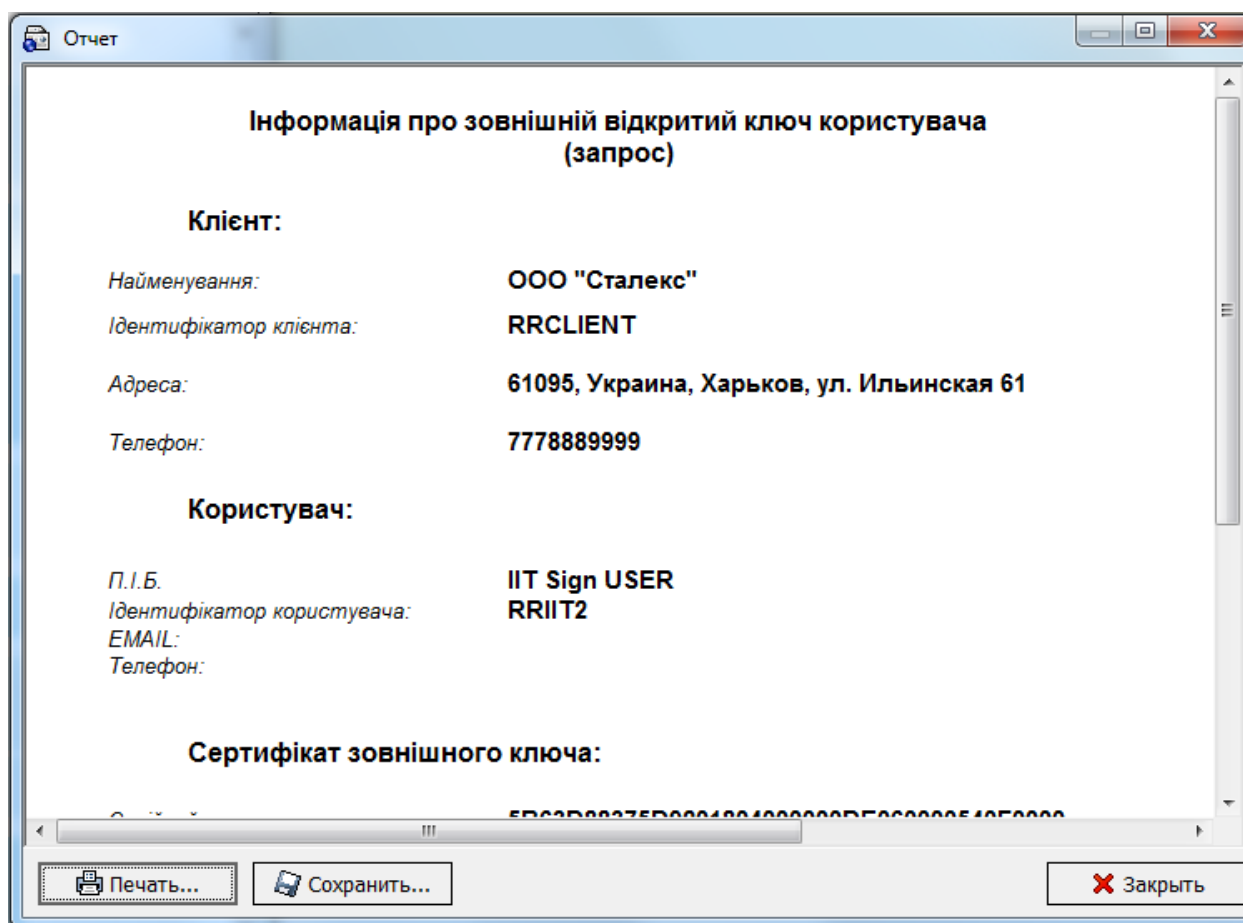 Отчет
Інформація про зовнішній відкритий ключ користувача
(запрос)
Клієнт:
Найменування: ООО "Сталекс"
Ідентифікатор клієнта: RRCLIENT
Адреса: 61095, Украина, Харьков, ул. Ильинская 61
Телефон: 7778889999
Користувач:
П.І.Б. IIT Sign USER
Ідентифікатор користувача: RRIIT2
EMAIL:
Телефон:
Сертифікат зовнішного ключа:
Печать... Сохранить... Закрыть